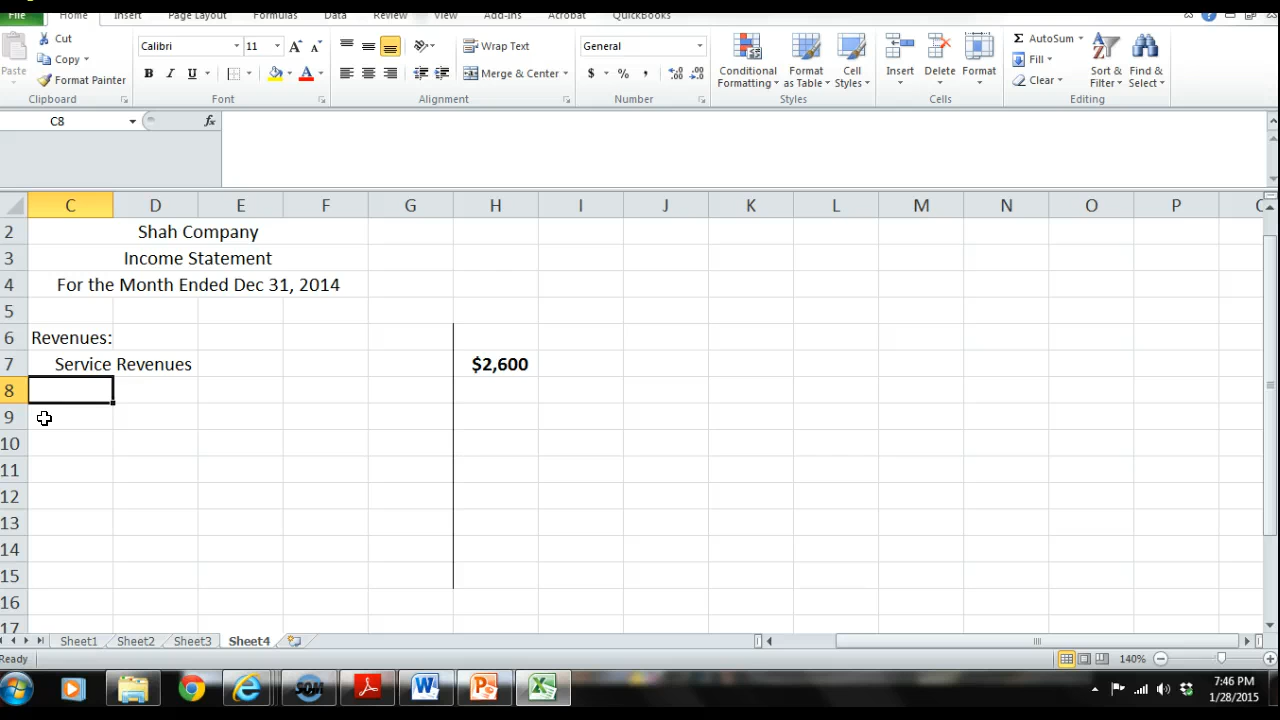 File Home Insert Page Layout Formulas Data Review View Add-Ins Acrobat QuickBooks
Cut
Copy
Format Painter
Paste
Clipboard
Calibri 11 A A
B I U A
Font
Wrap Text
Merge & Center
Alignment
General
$ % , .00 .0
Number
Conditional Formatting
Format as Table
Cell Styles
Styles
Insert Delete Format
Cells
Σ AutoSum
Fill
Clear
Sort & Filter
Find & Select
Editing
C8 fx
C D E F G H I J K L M N O P
2 Shah Company
3 Income Statement
4 For the Month Ended Dec 31, 2014
5
6 Revenues:
7 Service Revenues $2,600
8
9
10
11
12
13
14
15
16
17
Sheet1 Sheet2 Sheet3 Sheet4
Ready 140%
7:46 PM
1/28/2015